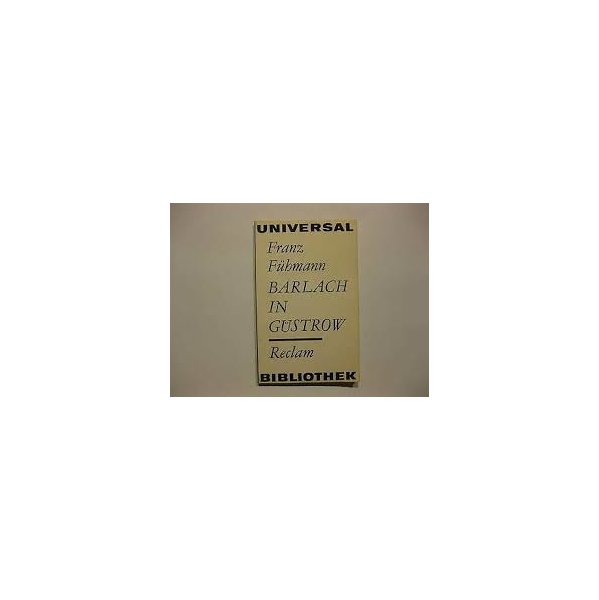 UNIVERSAL
Franz
Fühmann
BARLACH
IN
GÜSTROW
Reclam
BIBLIOTHEK